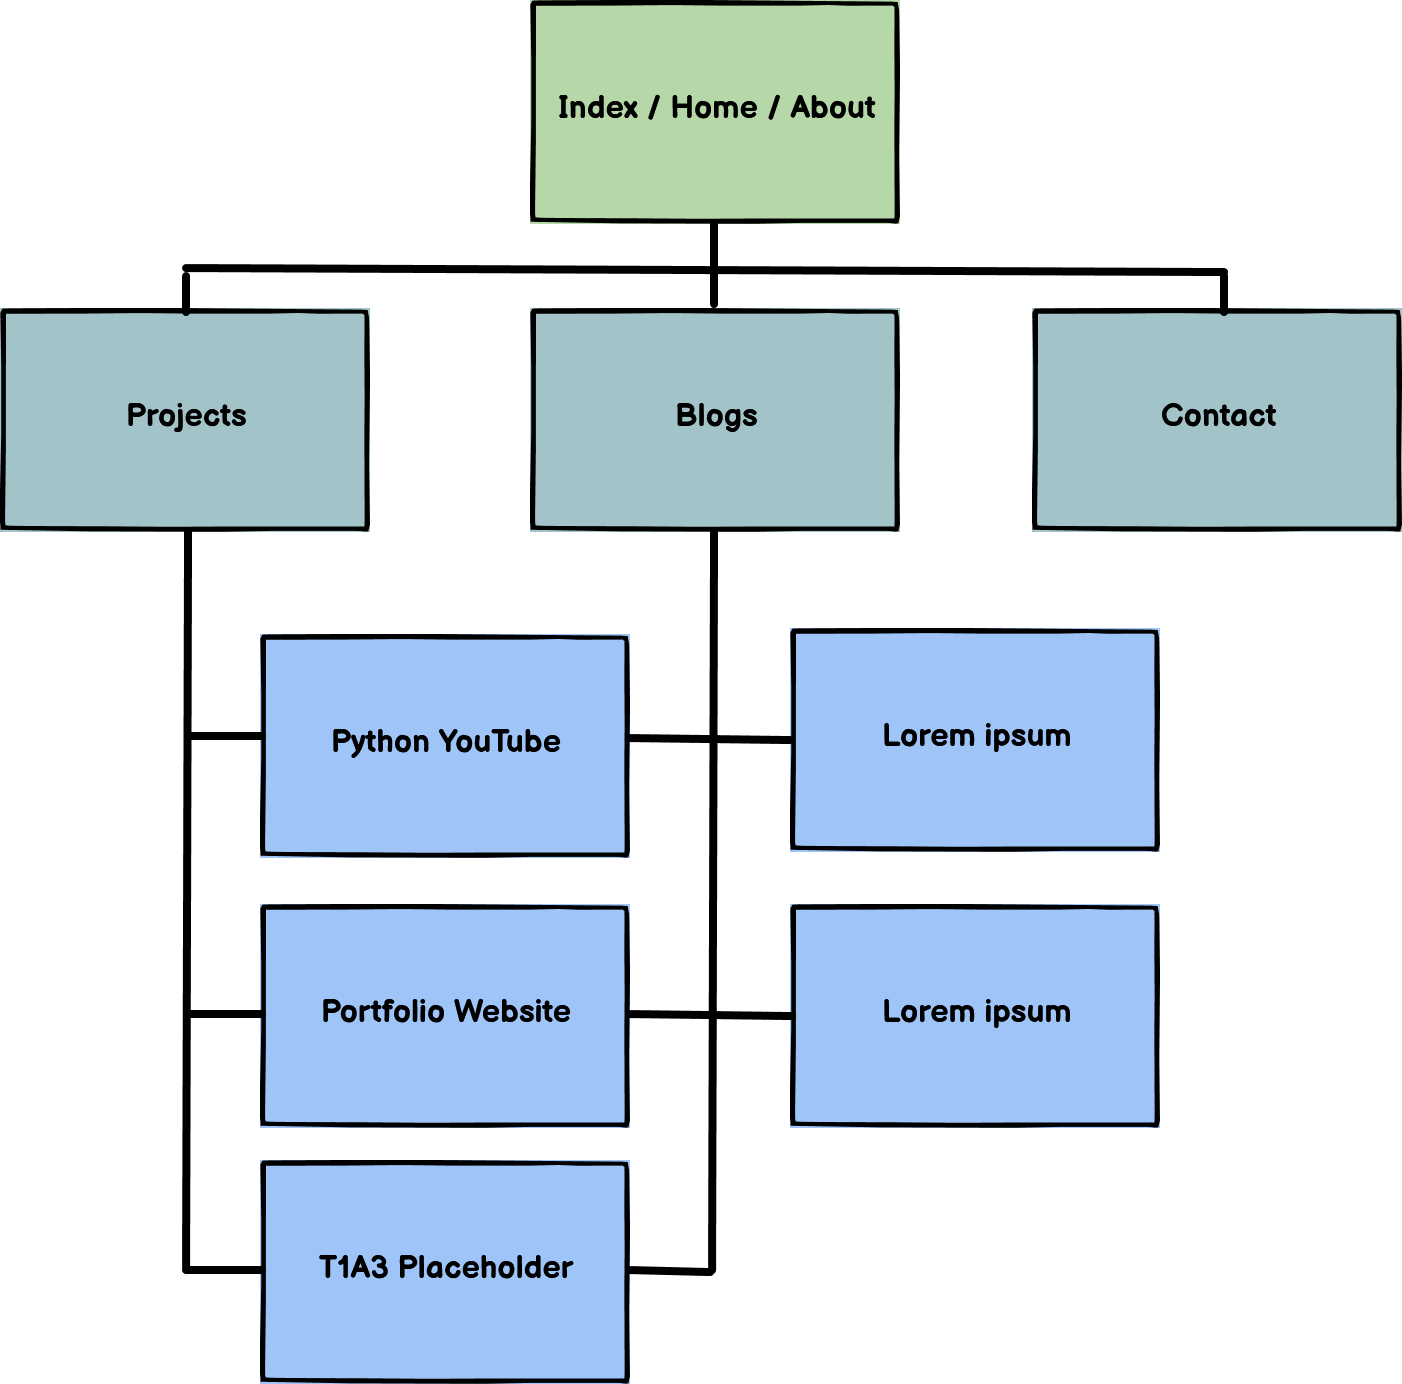 Index / Home / About
Projects
Blogs
Contact
Python YouTube
Lorem ipsum
Portfolio Website
Lorem ipsum
T1A3 Placeholder